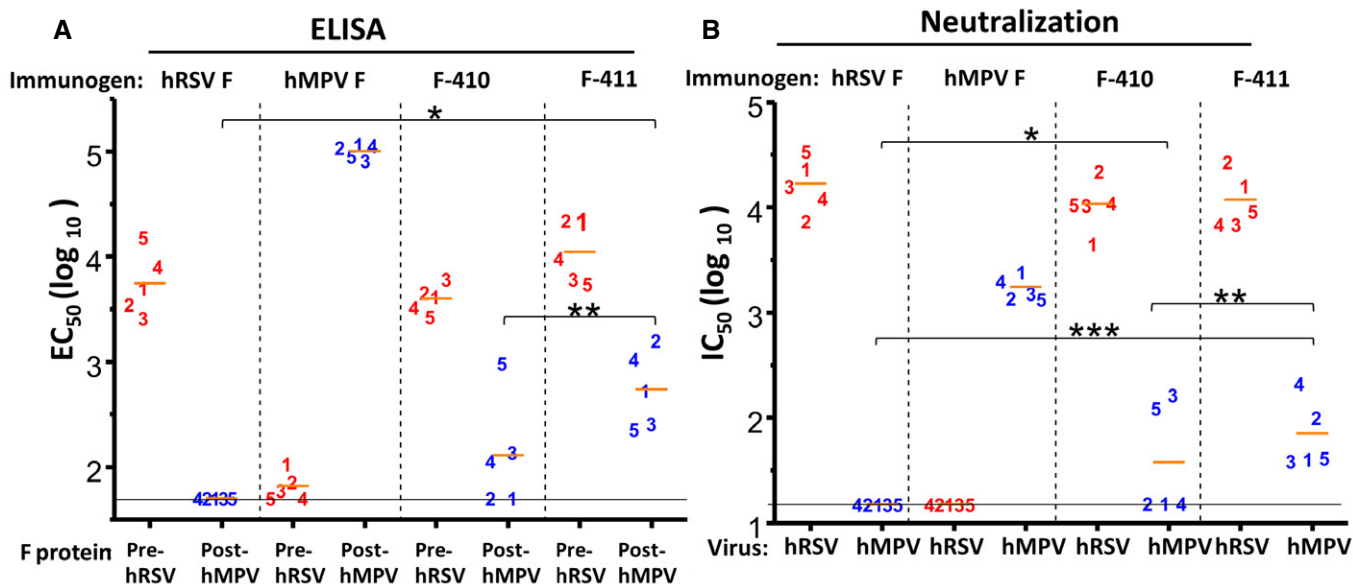 A ELISA
Immunogen: hRSV F hMPV F F-410 F-411
EC50 (log 10)
5
4
3
2
*
**
5 4 1 2 3
42135
1 2 3 5 4
2 1 4 5 3
3 2 1 4 5
5 3 4 2 1
2 1 4 3 5
2 4 1 3 5
F protein: Pre-hRSV Post-hMPV Pre-hRSV Post-hMPV Pre-hRSV Post-hMPV Pre-hRSV Post-hMPV
B Neutralization
Immunogen: hRSV F hMPV F F-410 F-411
IC50 (log 10)
5
4
3
2
1
*
**
***
5 1 3 4 2
42135
42135
1 4 3 2 5
2 5 3 4 1
3 5 2 1 4
2 1 5 4 3
4 2 3 1 5
Virus: hRSV hMPV hRSV hMPV hRSV hMPV hRSV hMPV